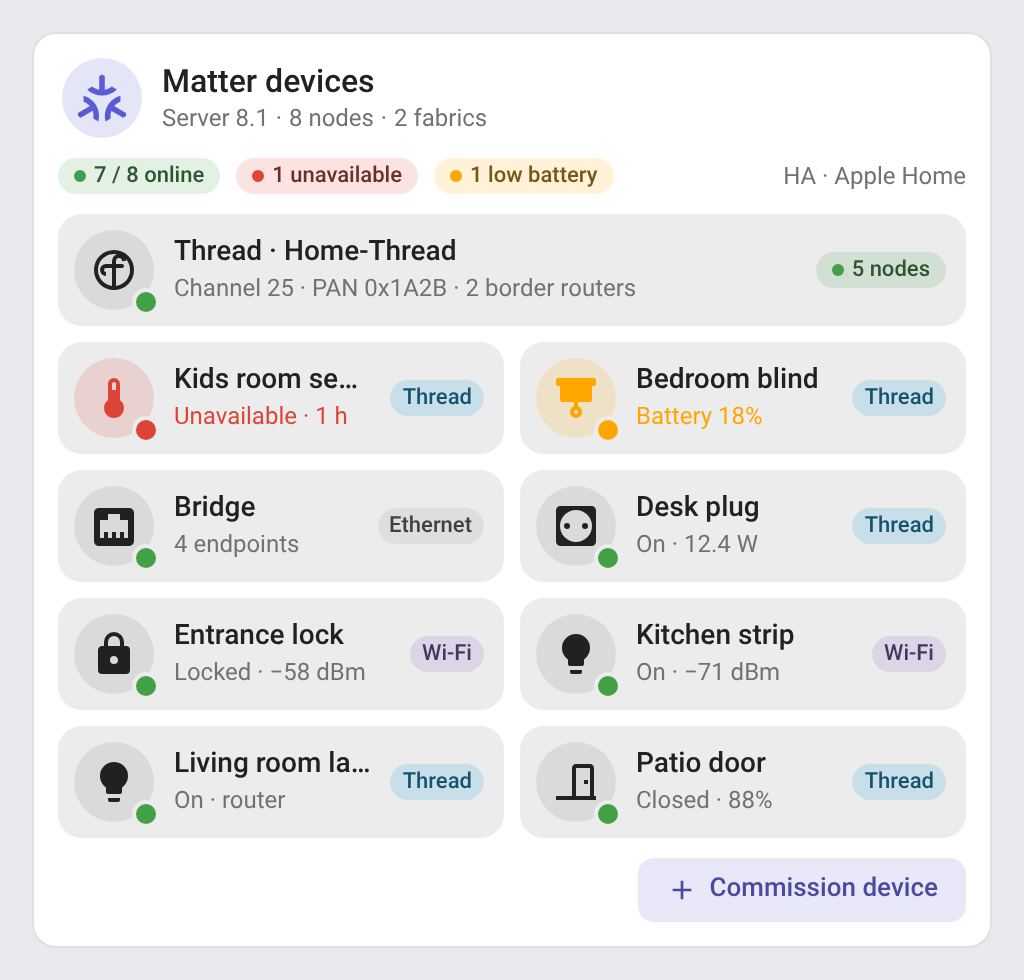 Matter devices
Server 8.1 · 8 nodes · 2 fabrics
7 / 8 online
1 unavailable
1 low battery
HA · Apple Home
Thread · Home-Thread
Channel 25 · PAN 0x1A2B · 2 border routers
5 nodes
Kids room se…
Unavailable · 1 h
Thread
Bedroom blind
Battery 18%
Thread
Bridge
4 endpoints
Ethernet
Desk plug
On · 12.4 W
Thread
Entrance lock
Locked · −58 dBm
Wi-Fi
Kitchen strip
On · −71 dBm
Wi-Fi
Living room la…
On · router
Thread
Patio door
Closed · 88%
Thread
+ Commission device